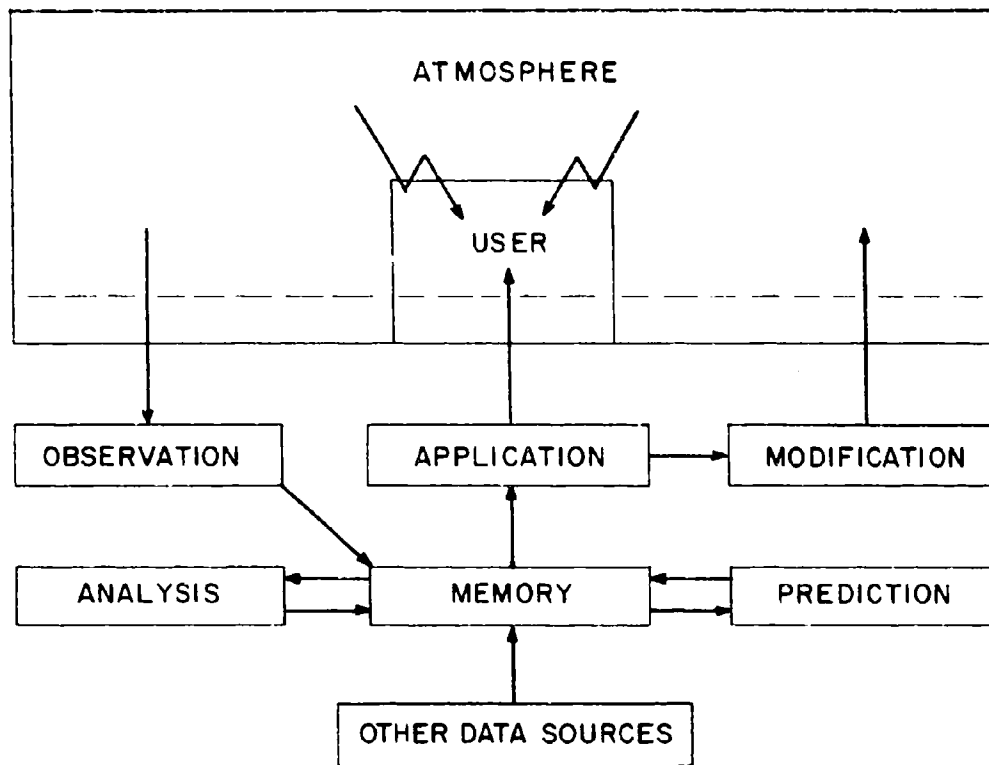 ATMOSPHERE
USER
OBSERVATION
APPLICATION
MODIFICATION
ANALYSIS
MEMORY
PREDICTION
OTHER DATA SOURCES